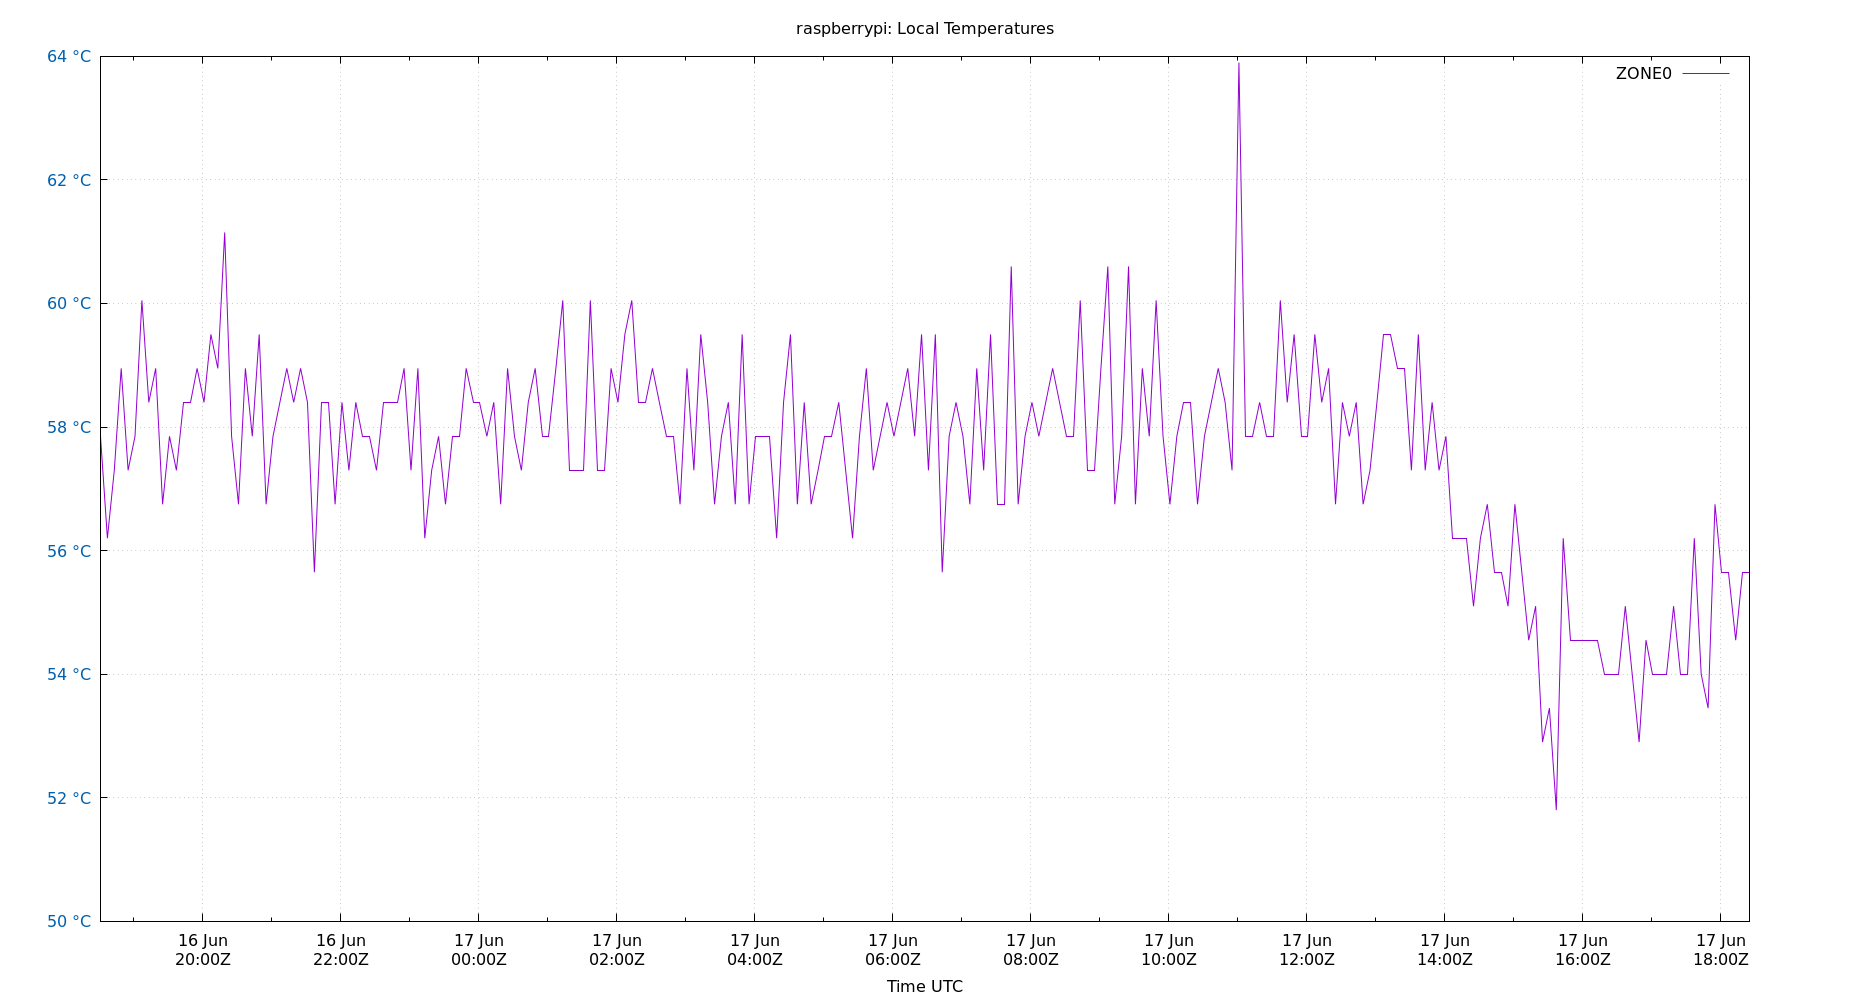 raspberrypi: Local Temperatures
64 °C
ZONE0
62 °C
60 °C
58 °C
56 °C
54 °C
52 °C
50 °C
16 Jun 16 Jun 17 Jun 17 Jun 17 Jun 17 Jun 17 Jun 17 Jun 17 Jun 17 Jun 17 Jun 17 Jun
20:00Z 22:00Z 00:00Z 02:00Z 04:00Z 06:00Z 08:00Z 10:00Z 12:00Z 14:00Z 16:00Z 18:00Z
Time UTC